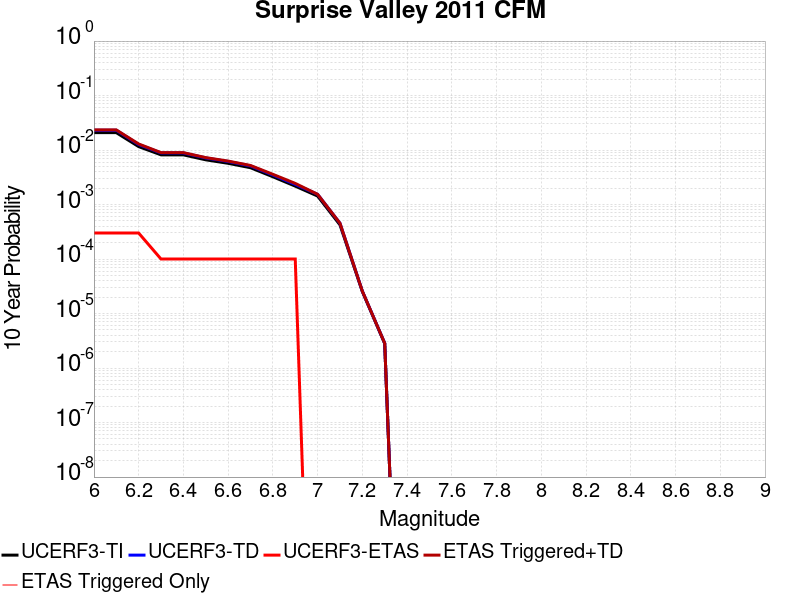 Surprise Valley 2011 CFM
10 Year Probability
10^0
10^-1
10^-2
10^-3
10^-4
10^-5
10^-6
10^-7
10^-8
6 6.2 6.4 6.6 6.8 7 7.2 7.4 7.6 7.8 8 8.2 8.4 8.6 8.8 9
Magnitude
UCERF3-TI UCERF3-TD UCERF3-ETAS ETAS Triggered+TD
ETAS Triggered Only